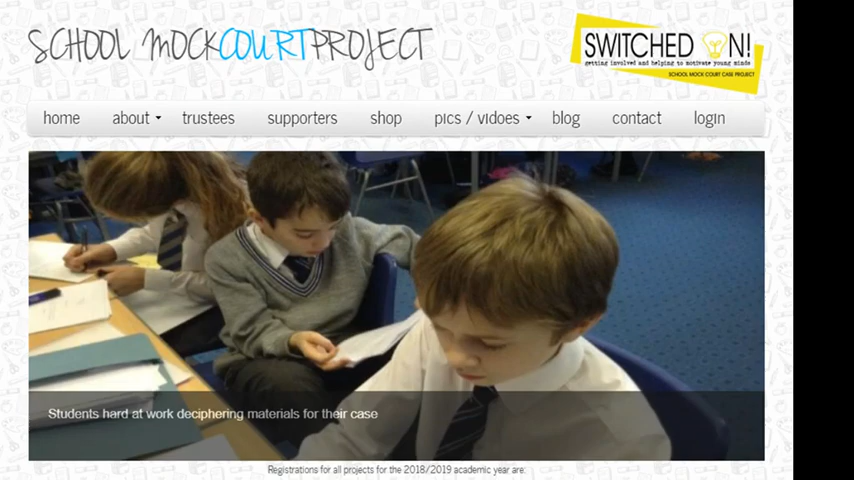 SCHOOL MOCKCOURTPROJECT
SWITCHED ON!
getting involved and helping to motivate young minds
SCHOOL MOCK COURT CASE PROJECT
home about trustees supporters shop pics / vidoes blog contact login
Students hard at work deciphering materials for their case
Registrations for all projects for the 2018/2019 academic year are: